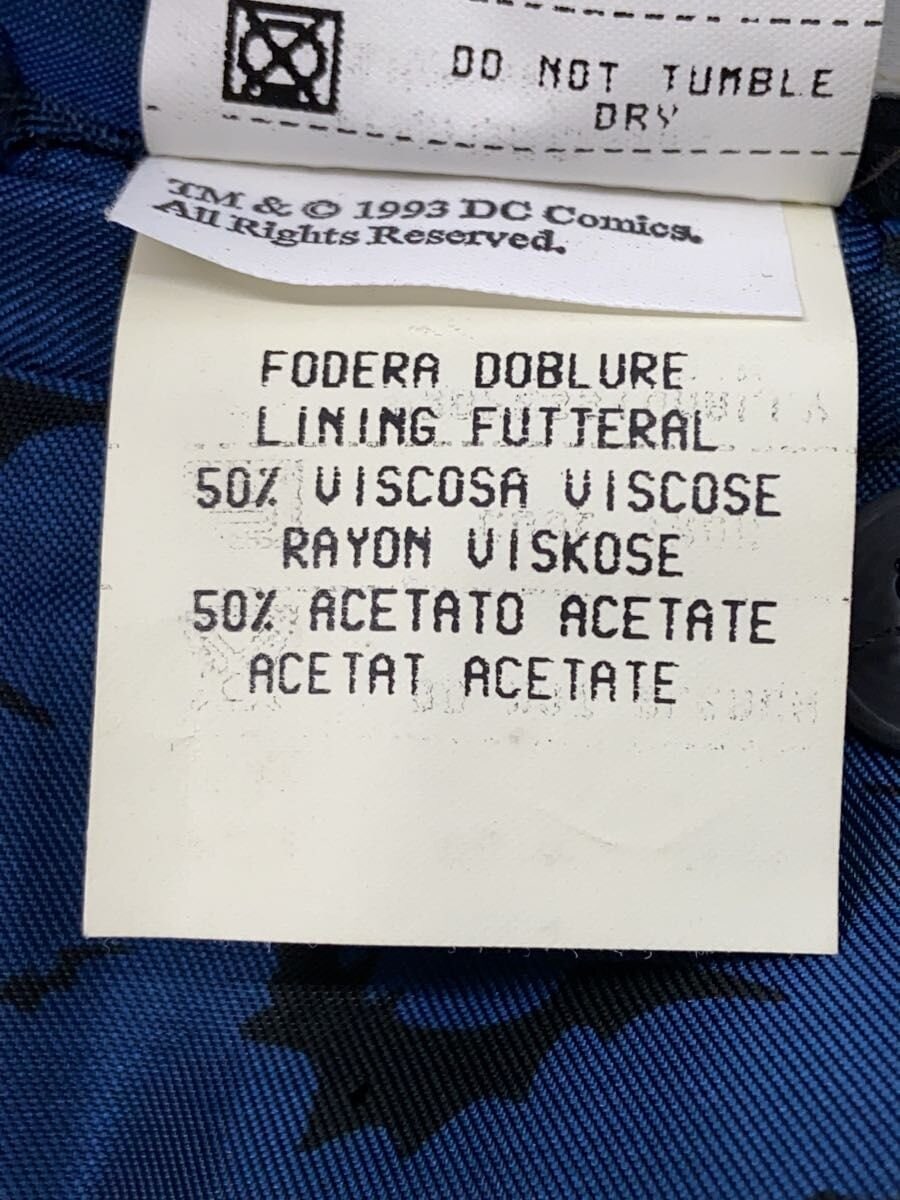 DO NOT TUMBLE
DRY
TM & © 1993 DC Comics.
All Rights Reserved.
FODERA DOBLURE
LINING FUTTERAL
50% VISCOSA VISCOSE
RAYON VISKOSE
50% ACETATO ACETATE
ACETAT ACETATE